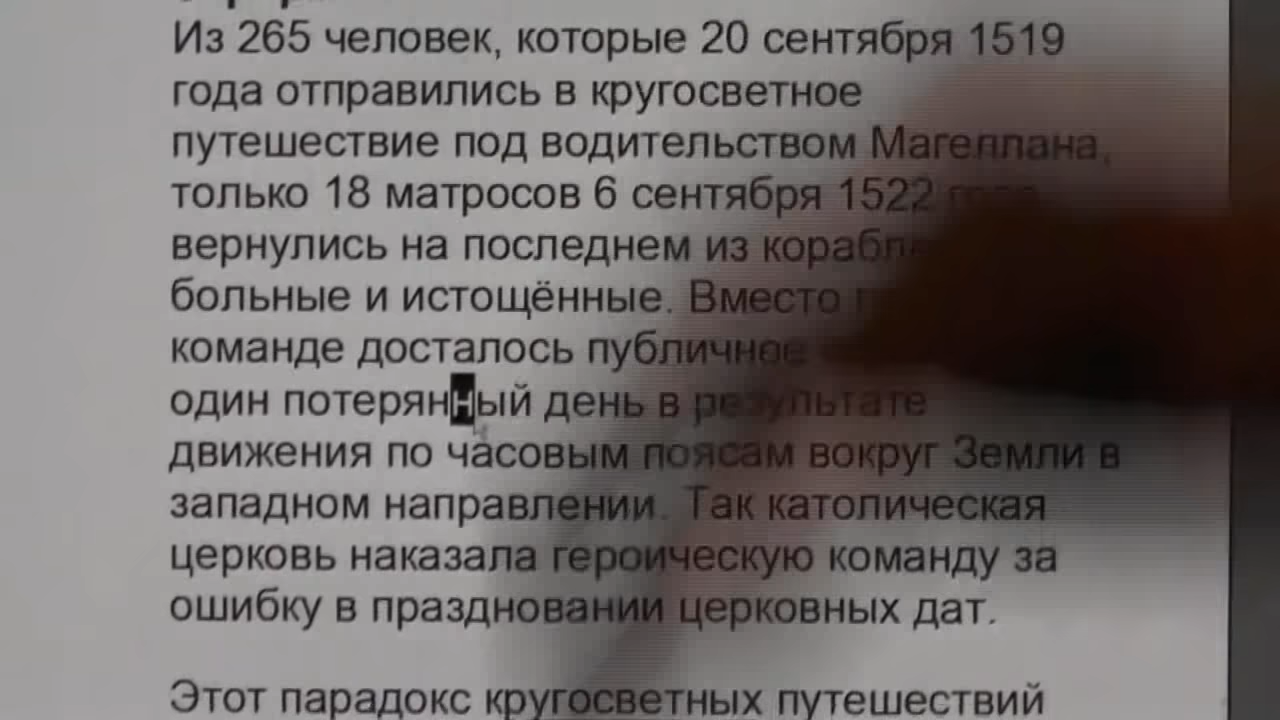 Из 265 человек, которые 20 сентября 1519
года отправились в кругосветное
путешествие под водительством Магеллана,
только 18 матросов 6 сентября 1522 года
вернулись на последнем из
больные и истощённые. Вместо
команде досталось публичное
один потерянный день в результате
движения по часовым поясам вокруг Земли в
западном направлении. Так католическая
церковь наказала героическую команду за
ошибку в праздновании церковных дат.
Этот парадокс кругосветных путешествий